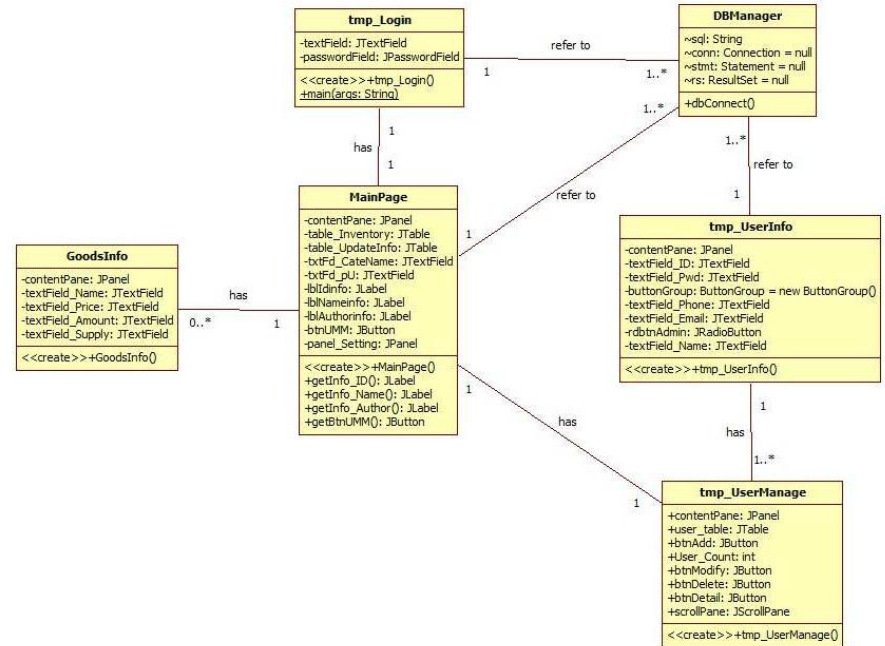 tmp_Login
-textField: JTextField
-passwordField: JPasswordField
<<create>>+tmp_Login()
+main(args: String)
refer to
1
1..*
DBManager
~sql: String
~conn: Connection = null
~stmt: Statement = null
~rs: ResultSet = null
+dbConnect()
1
has
1
1..*
refer to
1
1..*
refer to
1
MainPage
-contentPane: JPanel
-table_Inventory: JTable
-table_UpdateInfo: JTable
-txtFd_CateName: JTextField
-txtFd_pU: JTextField
-lblIdinfo: JLabel
-lblNameinfo: JLabel
-lblAuthorinfo: JLabel
-btnUMM: JButton
-panel_Setting: JPanel
<<create>>+MainPage()
+getInfo_ID(): JLabel
+getInfo_Name(): JLabel
+getInfo_Author(): JLabel
+getBtnUMM(): JButton
GoodsInfo
-contentPane: JPanel
-textField_Name: JTextField
-textField_Price: JTextField
-textField_Amount: JTextField
-textField_Supply: JTextField
<<create>>+GoodsInfo()
has
0..*
1
tmp_UserInfo
-contentPane: JPanel
-textField_ID: JTextField
-textField_Pwd: JTextField
-buttonGroup: ButtonGroup = new ButtonGroup()
-textField_Phone: JTextField
-textField_Email: JTextField
-rdbtnAdmin: JRadioButton
-textField_Name: JTextField
<<create>>+tmp_UserInfo()
1
has
1
1
has
1..*
tmp_UserManage
+contentPane: JPanel
+user_table: JTable
+btnAdd: JButton
+User_Count: int
+btnModify: JButton
+btnDelete: JButton
+btnDetail: JButton
+scrollPane: JScrollPane
<<create>>+tmp_UserManage()